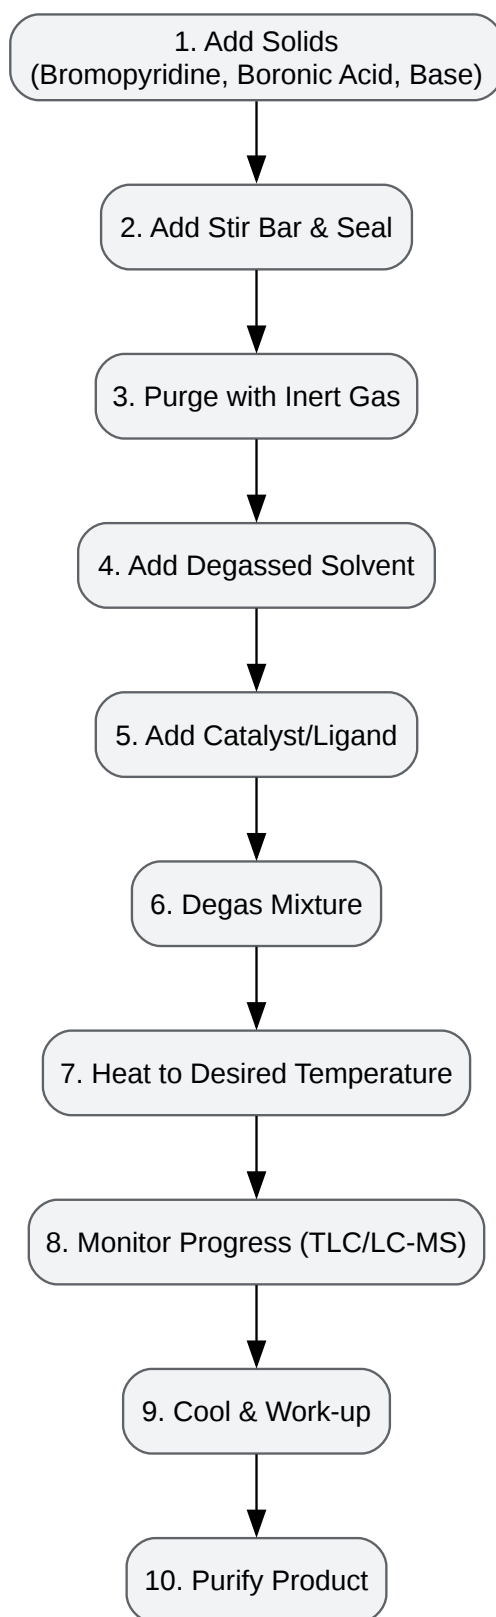 1. Add Solids
(Bromopyridine, Boronic Acid, Base)
2. Add Stir Bar & Seal
3. Purge with Inert Gas
4. Add Degassed Solvent
5. Add Catalyst/Ligand
6. Degas Mixture
7. Heat to Desired Temperature
8. Monitor Progress (TLC/LC-MS)
9. Cool & Work-up
10. Purify Product